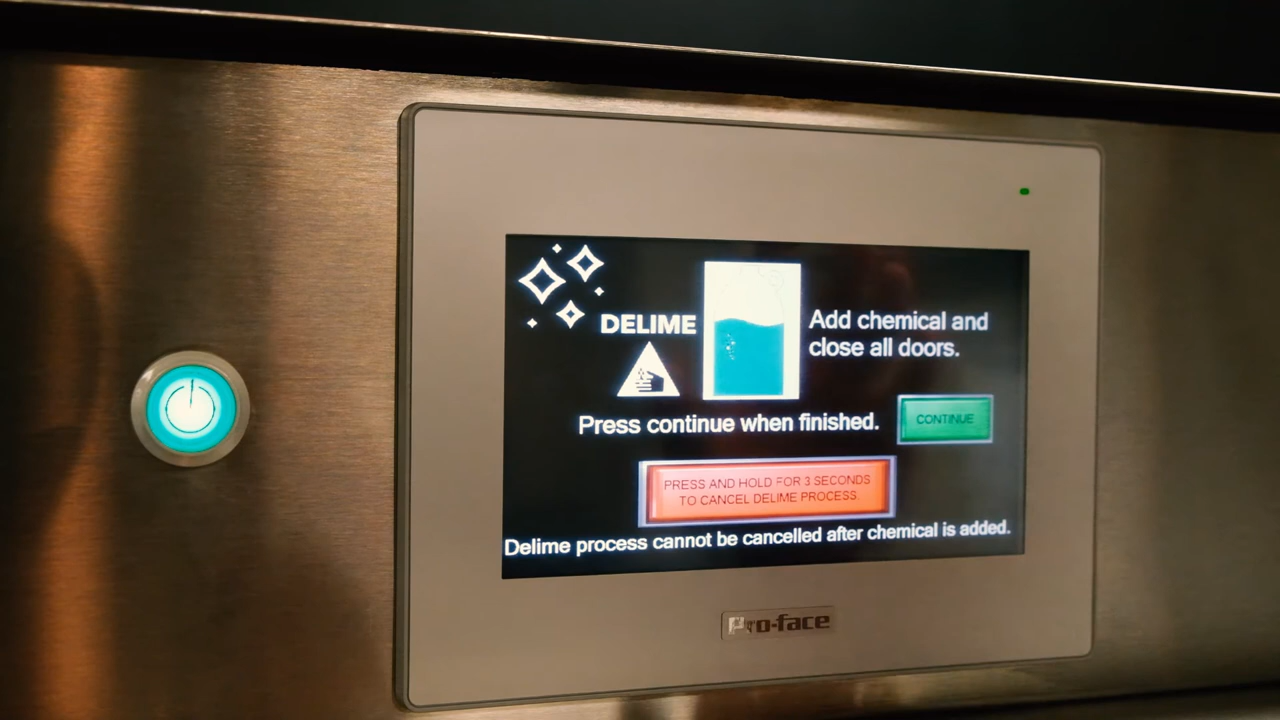 DELIME
Add chemical and
close all doors.
Press continue when finished.
CONTINUE
PRESS AND HOLD FOR 3 SECONDS
TO CANCEL DELIME PROCESS.
Delime process cannot be cancelled after chemical is added.
Pro-face